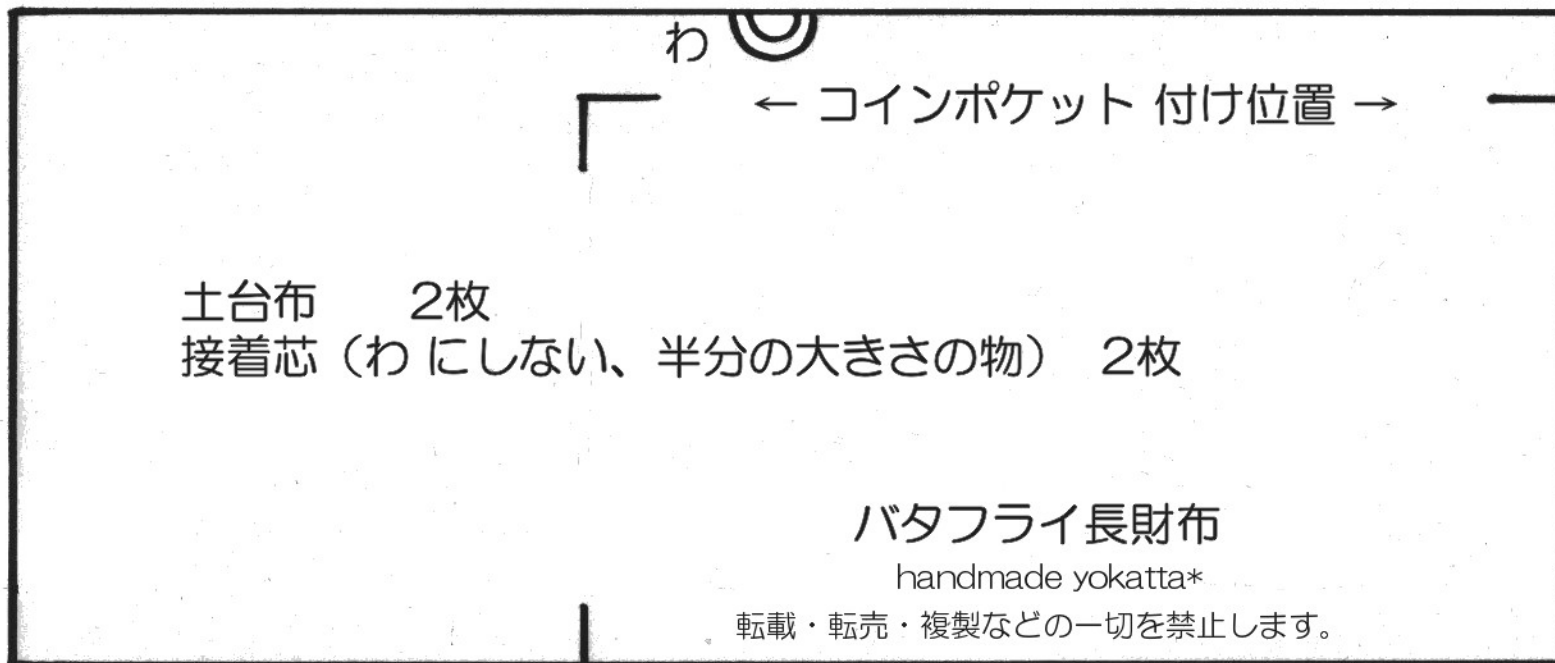 わ
← コインポケット 付け位置 →
土台布　　2枚
接着芯（わ にしない、半分の大きさの物）　2枚
バタフライ長財布
handmade yokatta*
転載・転売・複製などの一切を禁止します。